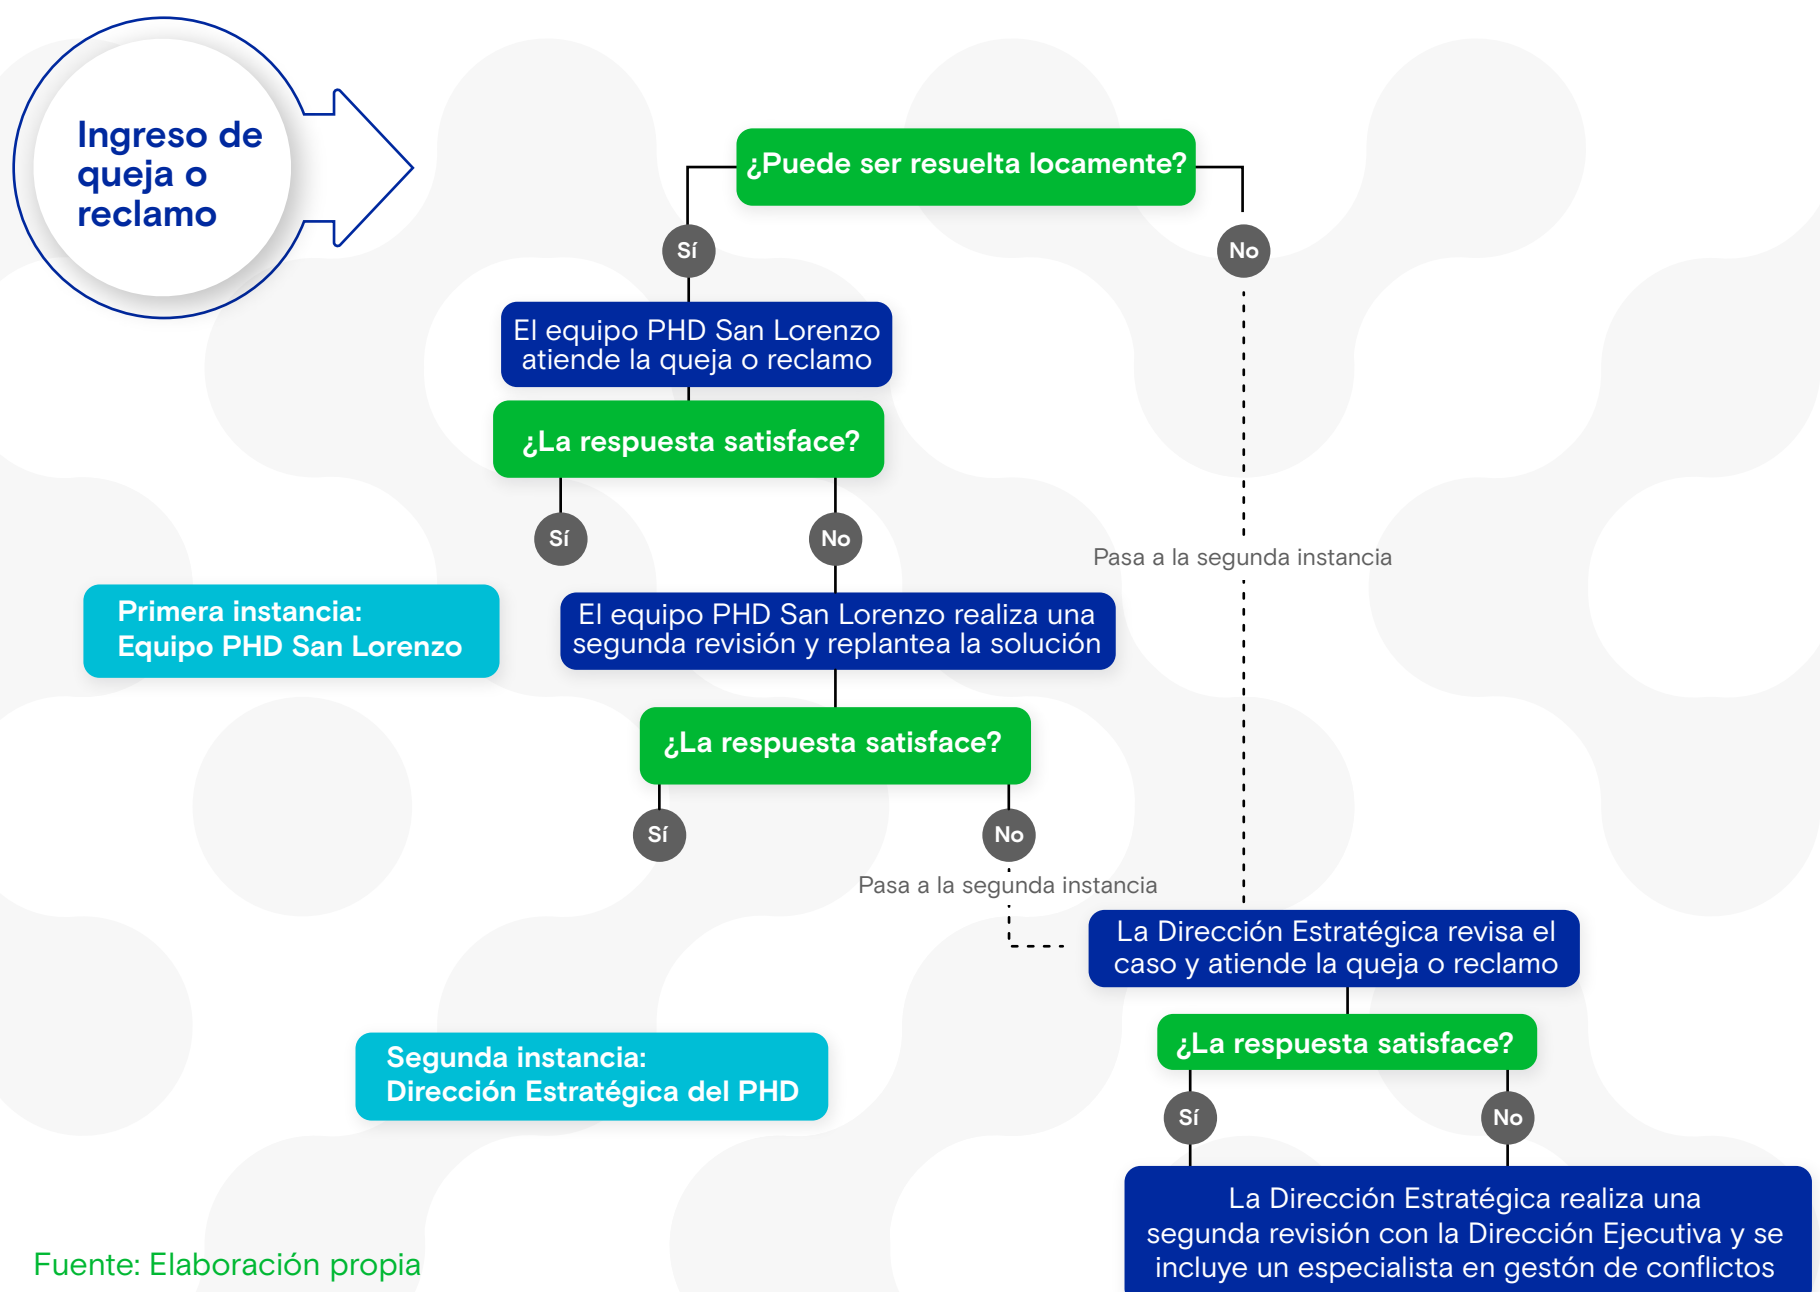 Ingreso de
queja o
reclamo
¿Puede ser resuelta locamente?
Sí
No
El equipo PHD San Lorenzo
atiende la queja o reclamo
¿La respuesta satisface?
Sí
No
Pasa a la segunda instancia
Primera instancia:
Equipo PHD San Lorenzo
El equipo PHD San Lorenzo realiza una
segunda revisión y replantea la solución
¿La respuesta satisface?
Sí
No
Pasa a la segunda instancia
La Dirección Estratégica revisa el
caso y atiende la queja o reclamo
Segunda instancia:
Dirección Estratégica del PHD
¿La respuesta satisface?
Sí
No
La Dirección Estratégica realiza una
segunda revisión con la Dirección Ejecutiva y se
incluye un especialista en gestón de conflictos
Fuente: Elaboración propia